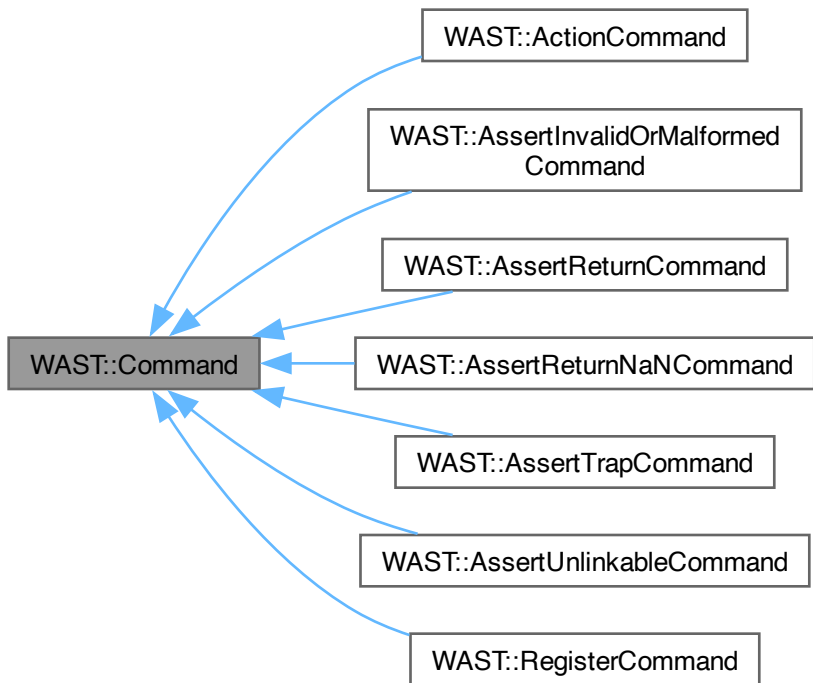 WAST::ActionCommand
WAST::AssertInvalidOrMalformed
Command
WAST::AssertReturnCommand
WAST::Command
WAST::AssertReturnNaNCommand
WAST::AssertTrapCommand
WAST::AssertUnlinkableCommand
WAST::RegisterCommand